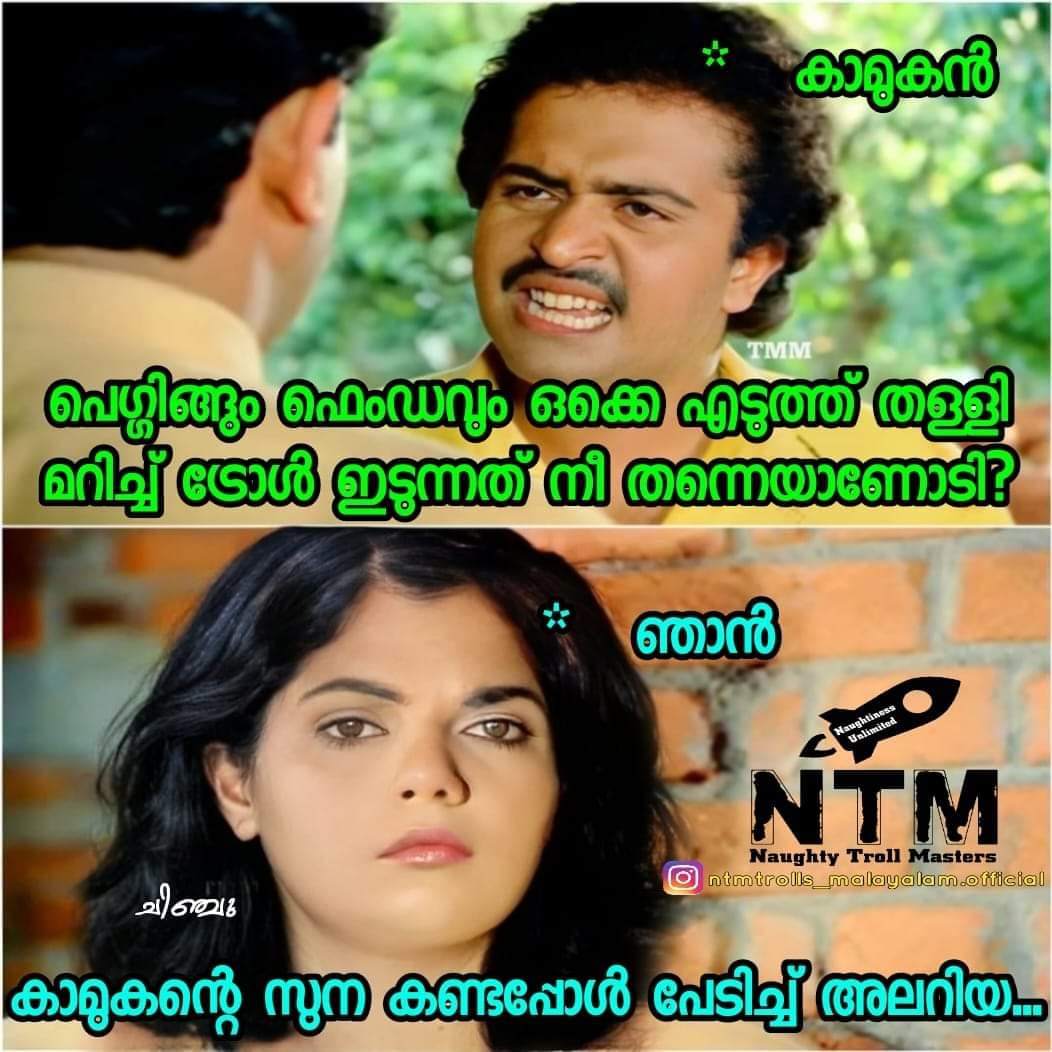 * കാമുകൻ
TMM
പെഗ്ഗിങ്ങും ഫെംഡവും ഒക്കെ എടുത്ത് തള്ളി
മറിച്ച് ട്രോൾ ഇടുന്നത് നീ തന്നെയാണോടി?
* ഞാൻ
Naughtiness
Unlimited
NTM
Naughty Troll Masters
ntmtrolls_malayalam.official
ചിഞ്ചു
കാമുകന്റെ സുന കണ്ടപ്പോൾ പേടിച്ച് അലറിയ...